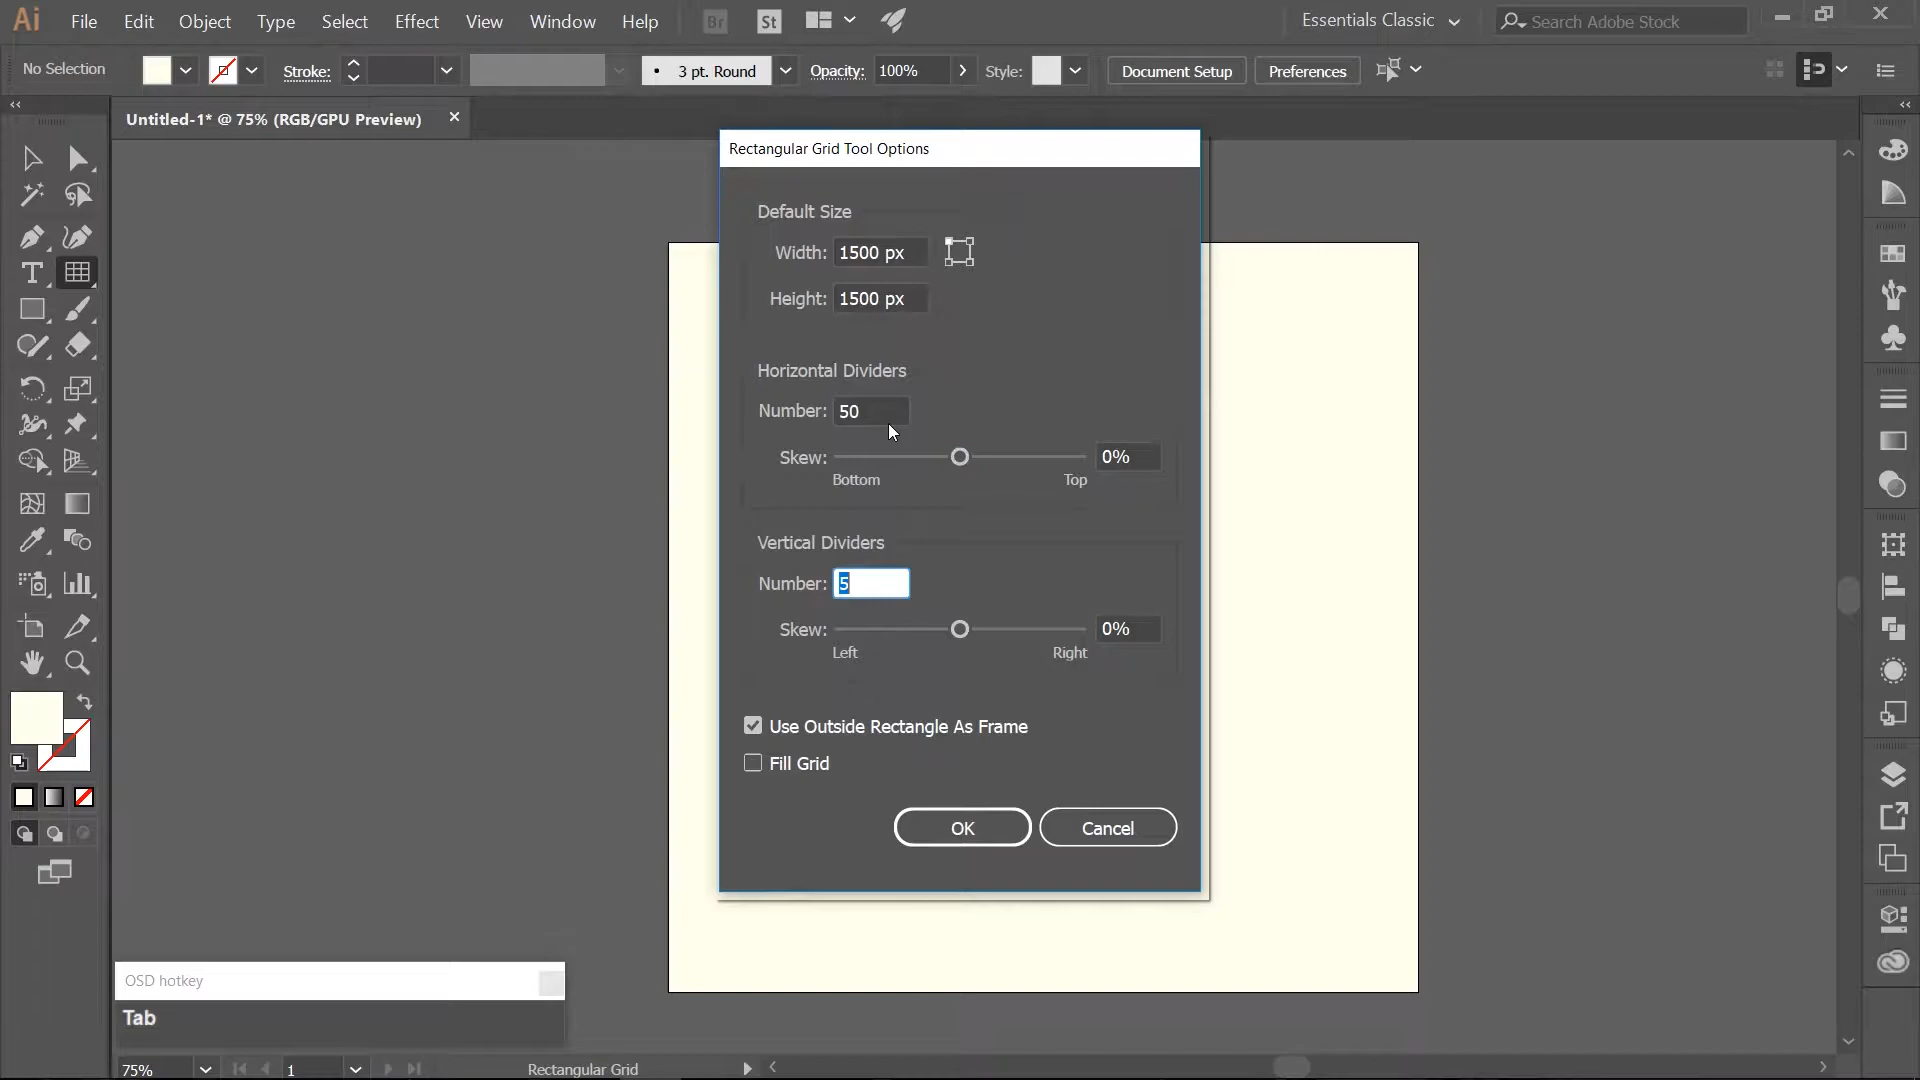 Ai File Edit Object Type Select Effect View Window Help Br St Essentials Classic Search Adobe Stock
No Selection Stroke: 3 pt. Round Opacity: 100% Style: Document Setup Preferences
Untitled-1* @ 75% (RGB/GPU Preview)
Rectangular Grid Tool Options
Default Size
Width: 1500 px
Height: 1500 px
Horizontal Dividers
Number: 50
Skew: 0%
Bottom Top
Vertical Dividers
Number: 5
Skew: 0%
Left Right
Use Outside Rectangle As Frame
Fill Grid
OK Cancel
OSD hotkey
Tab
75% 1 Rectangular Grid